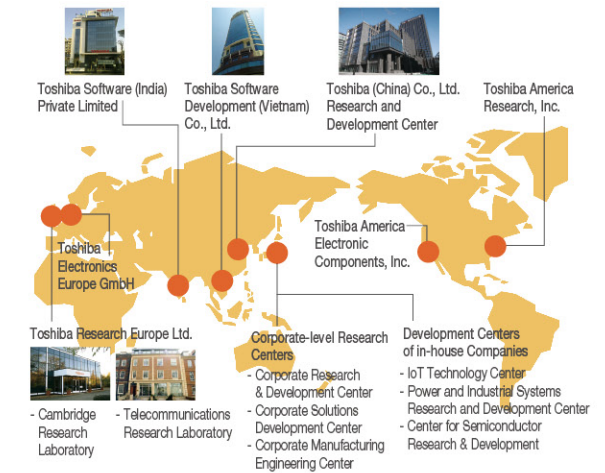 Toshiba Software (India)
Private Limited
Toshiba Software
Development (Vietnam)
Co., Ltd.
Toshiba (China) Co., Ltd.
Research and
Development Center
Toshiba America
Research, Inc.
Toshiba
Electronics
Europe GmbH
Toshiba America
Electronic
Components, Inc.
Toshiba Research Europe Ltd.
- Cambridge
Research
Laboratory
- Telecommunications
Research Laboratory
Corporate-level Research
Centers
- Corporate Research
& Development Center
- Corporate Solutions
Development Center
- Corporate Manufacturing
Engineering Center
Development Centers
of in-house Companies
- IoT Technology Center
- Power and Industrial Systems
Research and Development Center
- Center for Semiconductor
Research & Development